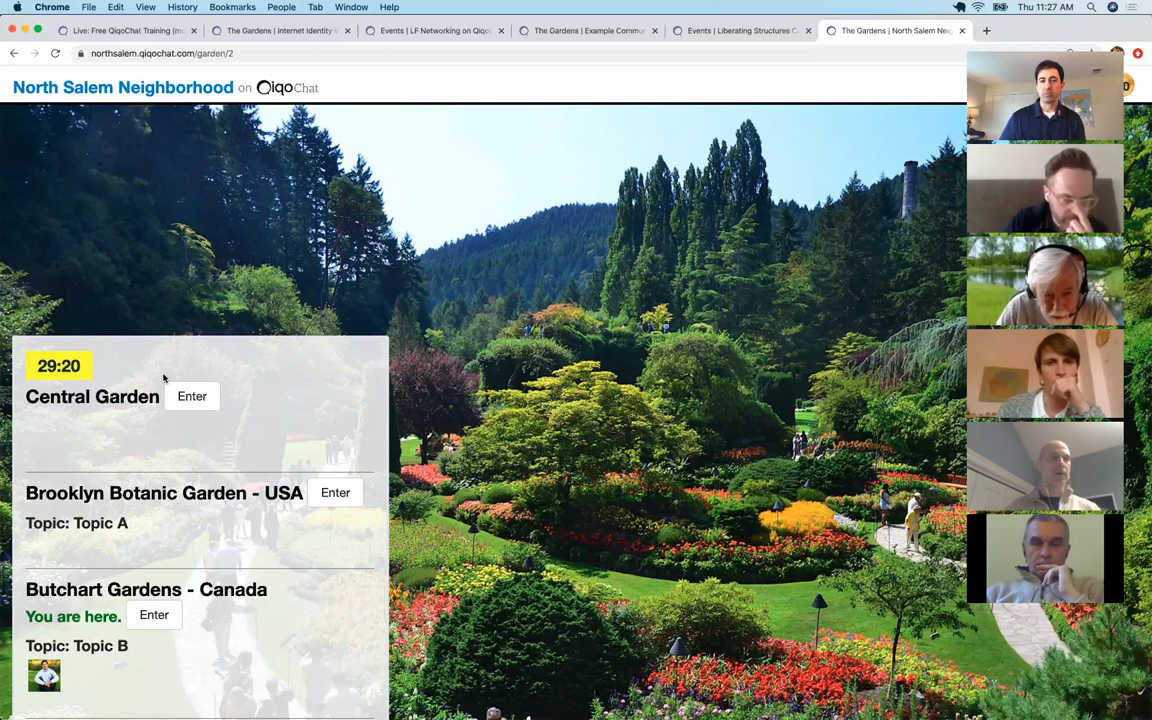 Chrome File Edit View History Bookmarks People Tab Window Help Thu 11:27 AM
Live: Free QiqoChat Training (m
The Gardens | Internet Identity W
Events | LF Networking on Qiqo
The Gardens | Example Commu
Events | Liberating Structures C
The Gardens | North Salem Neig
northsalem.qiqochat.com/garden/2
North Salem Neighborhood on QiqoChat
29:20
Central Garden Enter
Brooklyn Botanic Garden - USA Enter
Topic: Topic A
Butchart Gardens - Canada
You are here. Enter
Topic: Topic B